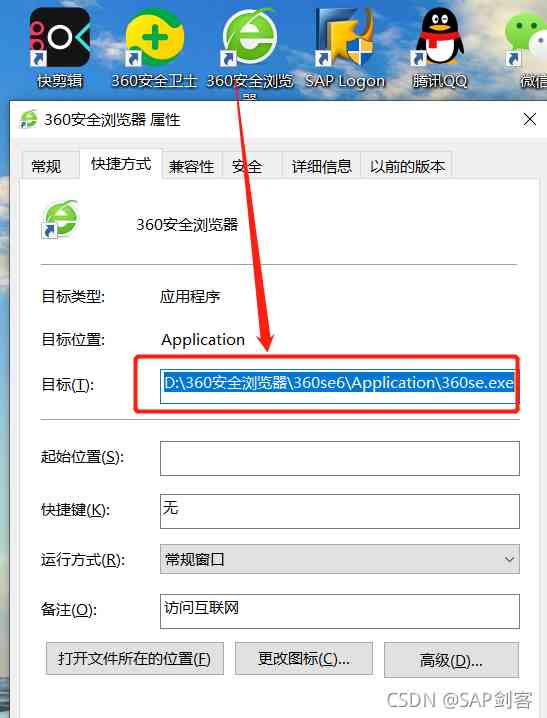 快剪辑 360安全卫士 360安全浏览器 SAP Logon 腾讯QQ 微信
360安全浏览器 属性
常规 快捷方式 兼容性 安全 详细信息 以前的版本
360安全浏览器
目标类型: 应用程序
目标位置: Application
目标(T): D:\360安全浏览器\360se6\Application\360se.exe
起始位置(S):
快捷键(K): 无
运行方式(R): 常规窗口
备注(O): 访问互联网
打开文件所在的位置(F) 更改图标(C)... 高级(D)...
CSDN @SAP剑客